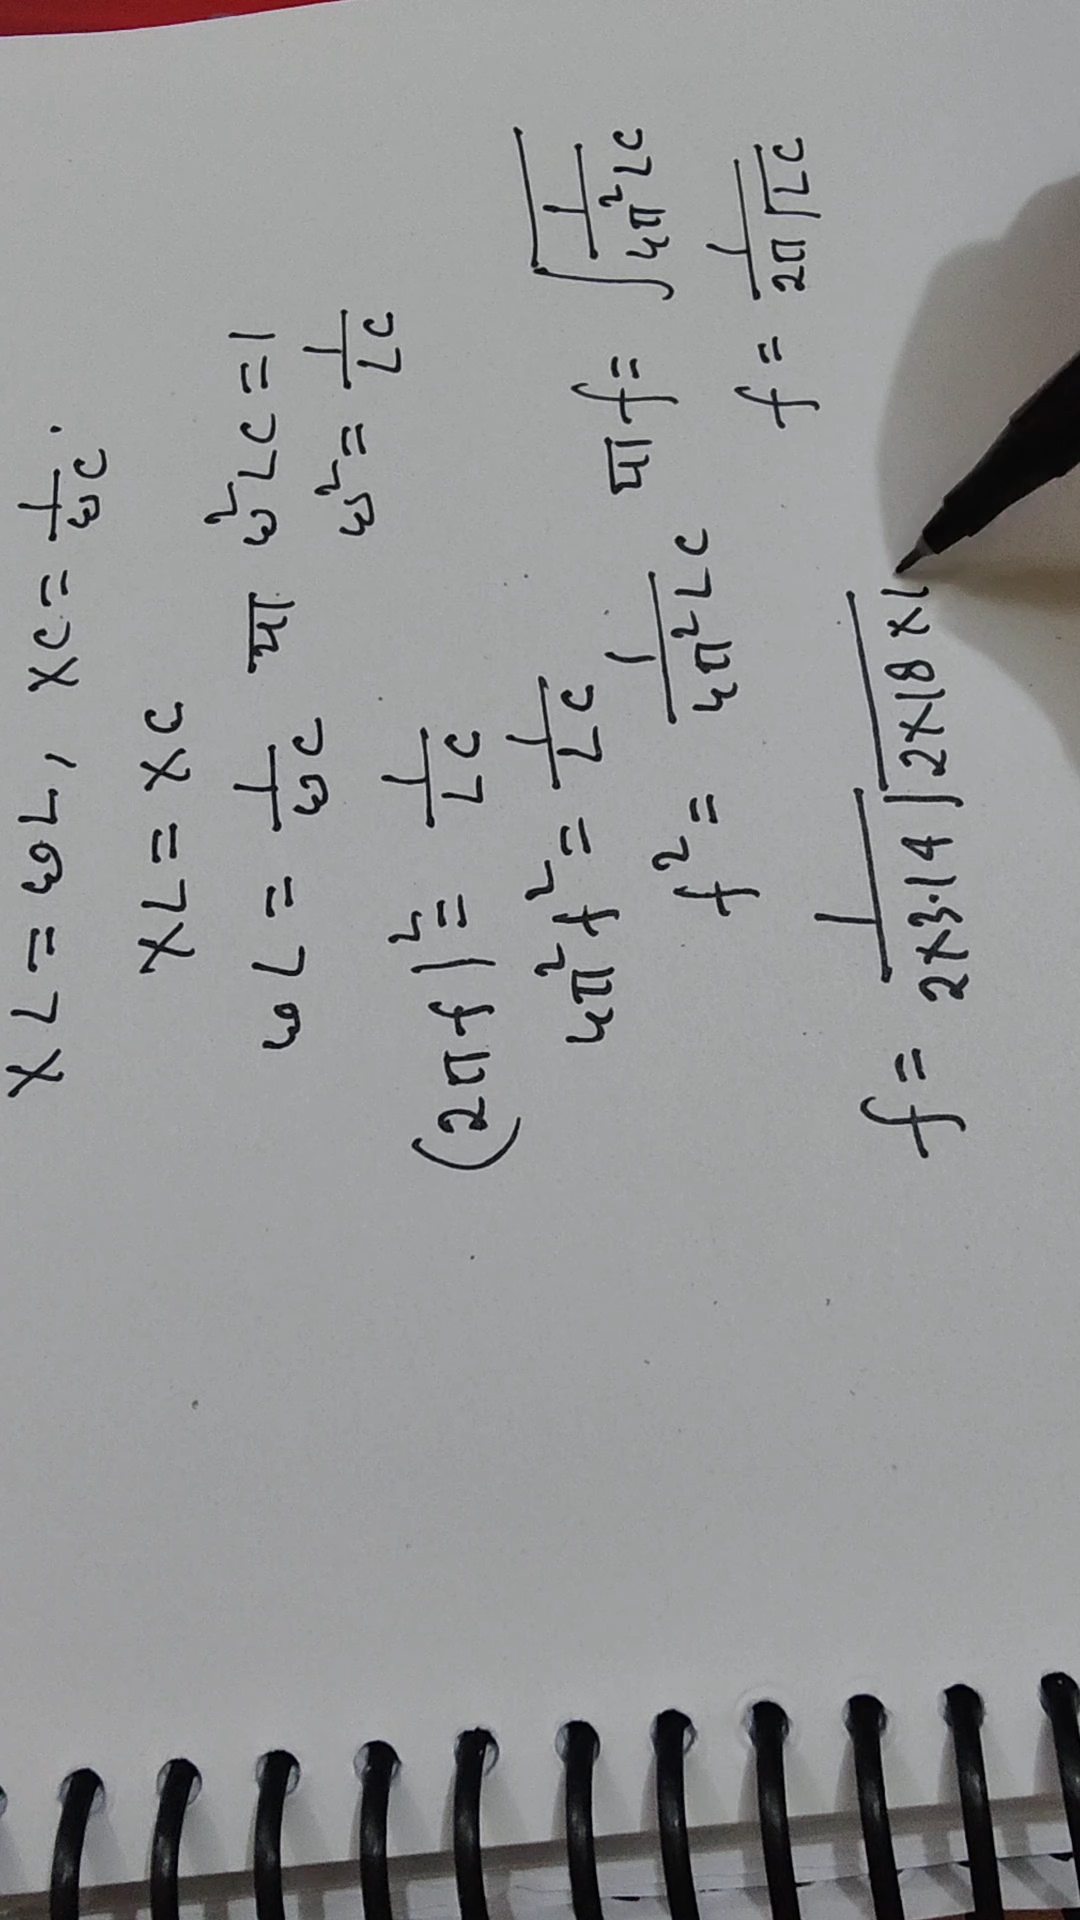 XL = ωL, XC = 1/ωC.
XL = XC
ωL = 1/ωC या ω²LC = 1
ω² = 1/LC
(2πf)² = 1/LC
4π²f² = 1/LC
f² = 1/4π²LC या f = √(1/4π²LC)
f = 1/2π√LC
f = 1/2×3.14√2×18×1